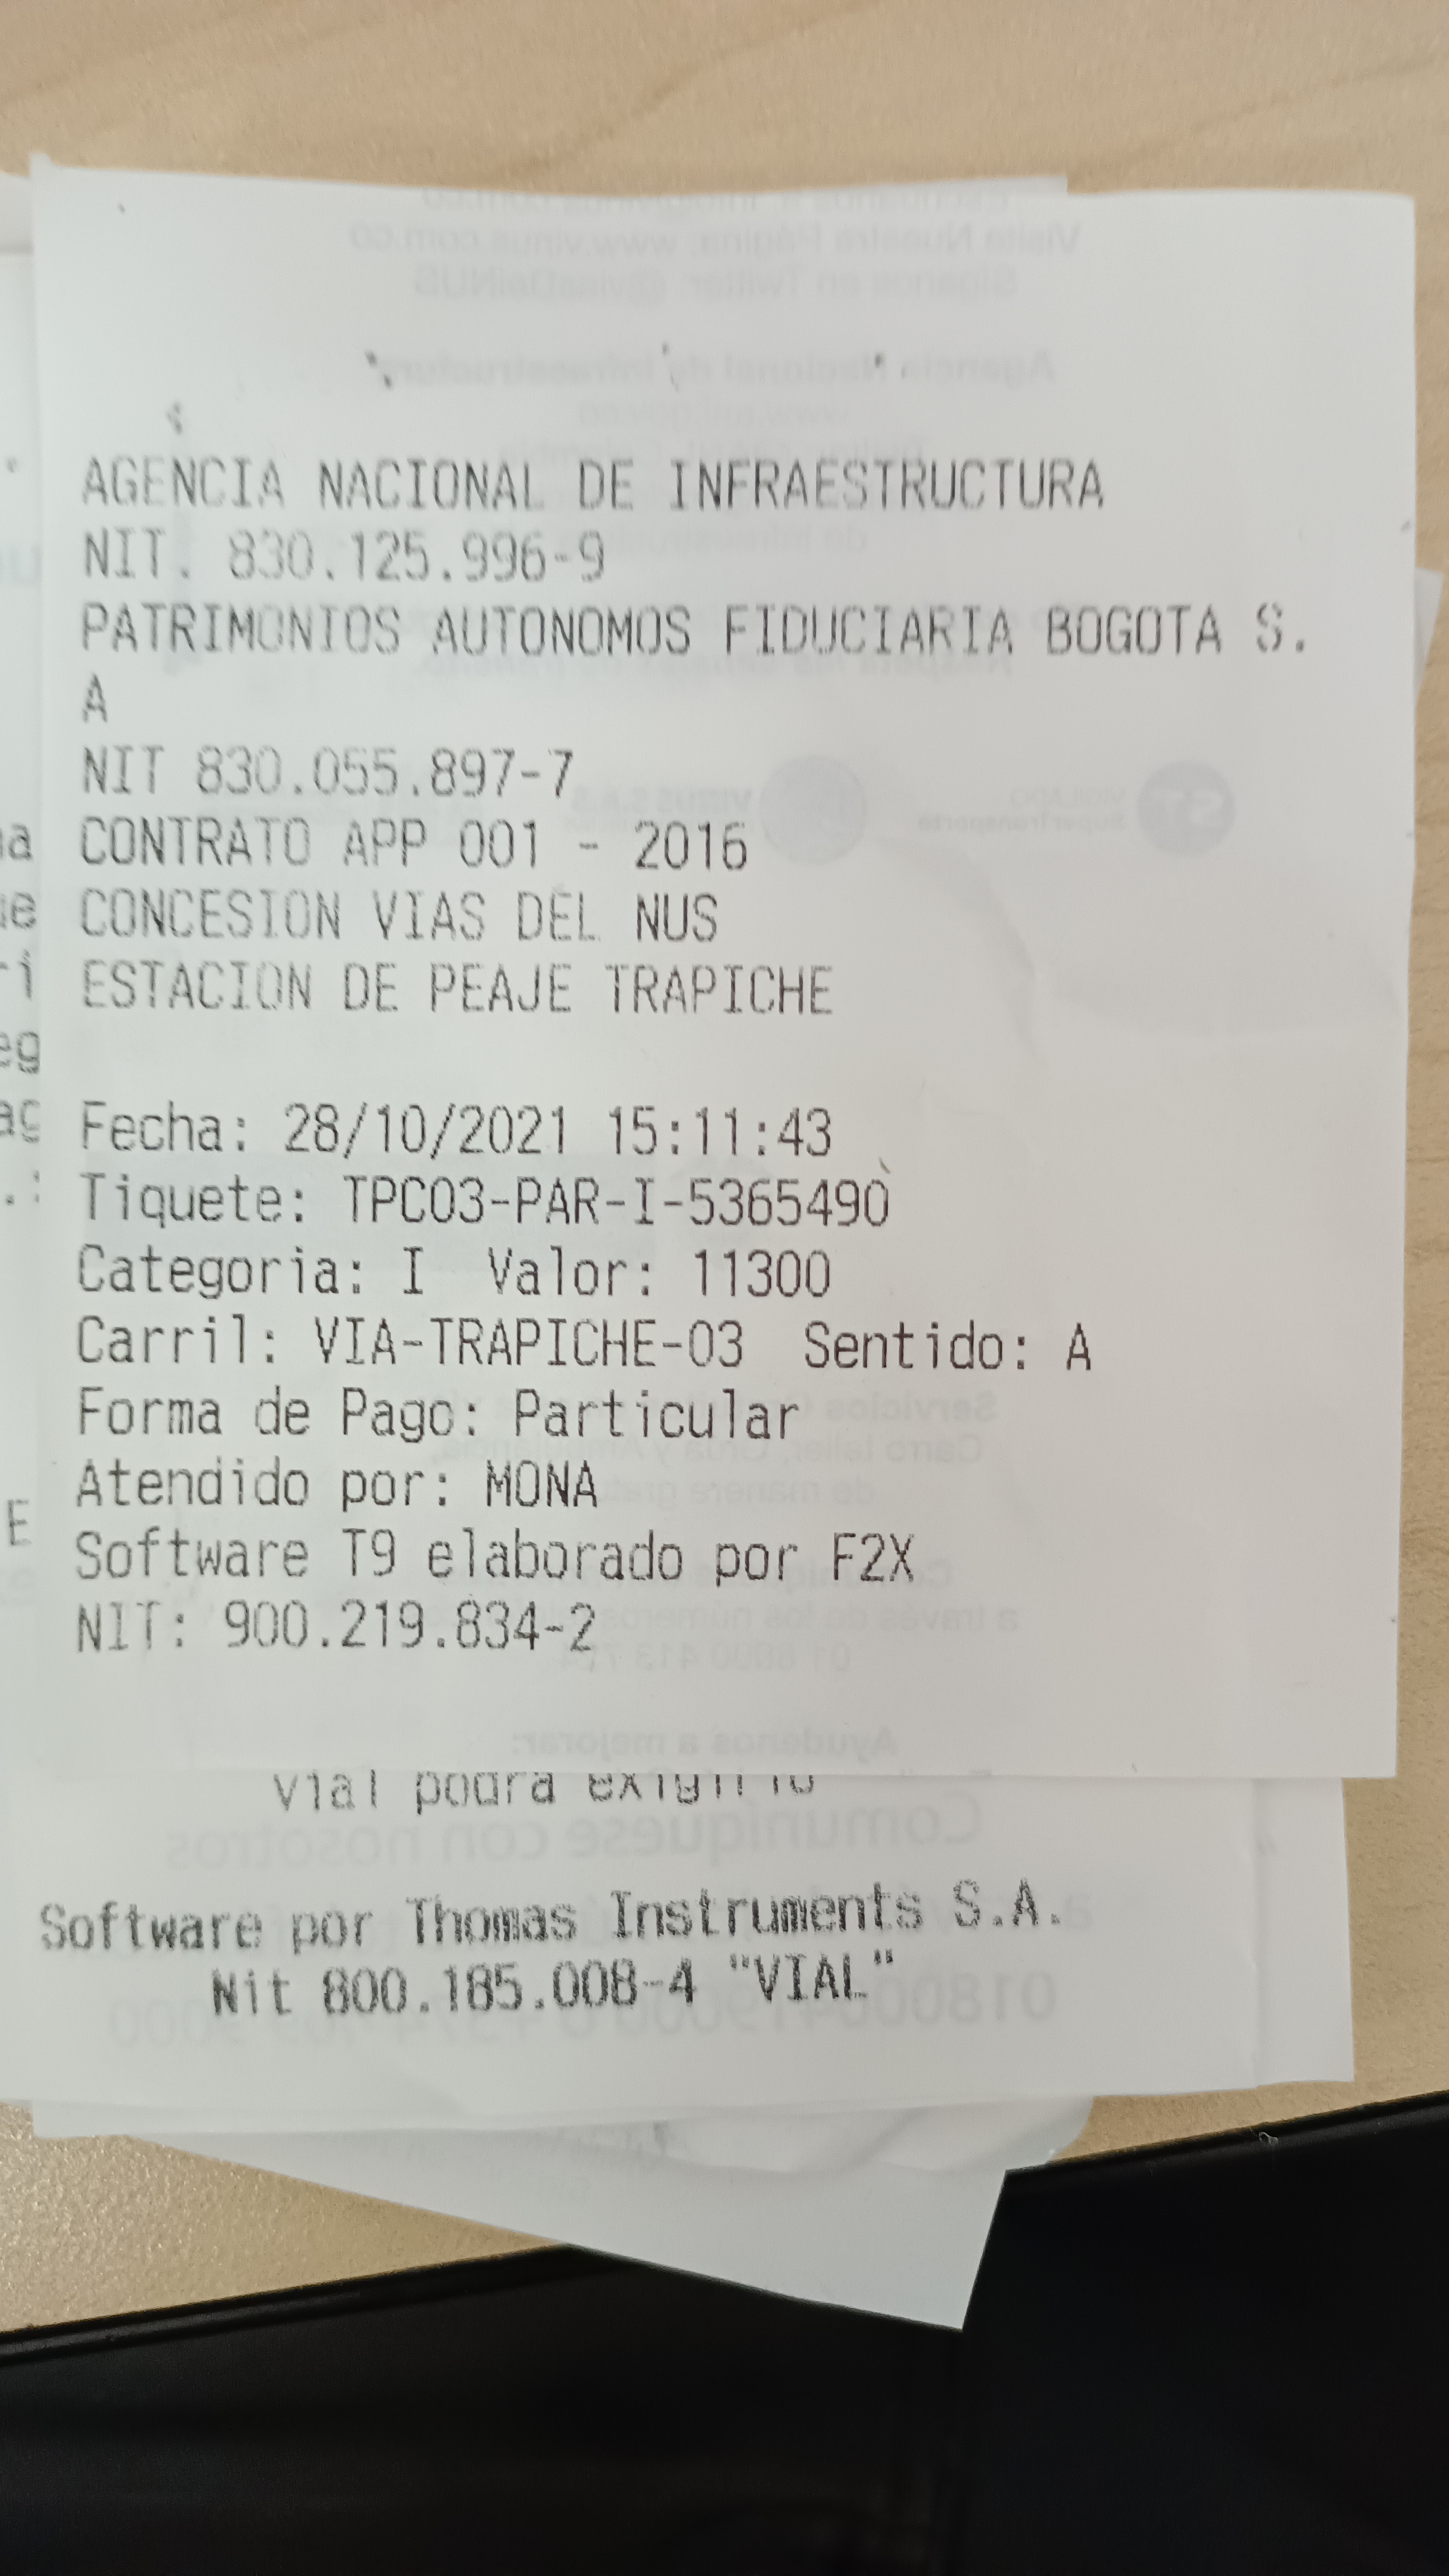 AGENCIA NACIONAL DE INFRAESTRUCTURA
NIT. 830.125.996-9
PATRIMONIOS AUTONOMOS FIDUCIARIA BOGOTA S.
A
NIT 830.055.897-7
CONTRATO APP 001 - 2016
CONCESION VIAS DEL NUS
ESTACION DE PEAJE TRAPICHE
Fecha: 28/10/2021 15:11:43
Tiquete: TPC03-PAR-I-5365490
Categoria: I Valor: 11300
Carril: VIA-TRAPICHE-03 Sentido: A
Forma de Pago: Particular
Atendido por: MONA
Software T9 elaborado por F2X
NIT: 900.219.834-2
vial podra exigirlo
Software por Thomas Instruments S.A.
Nit 800.185.008-4 "VIAL"